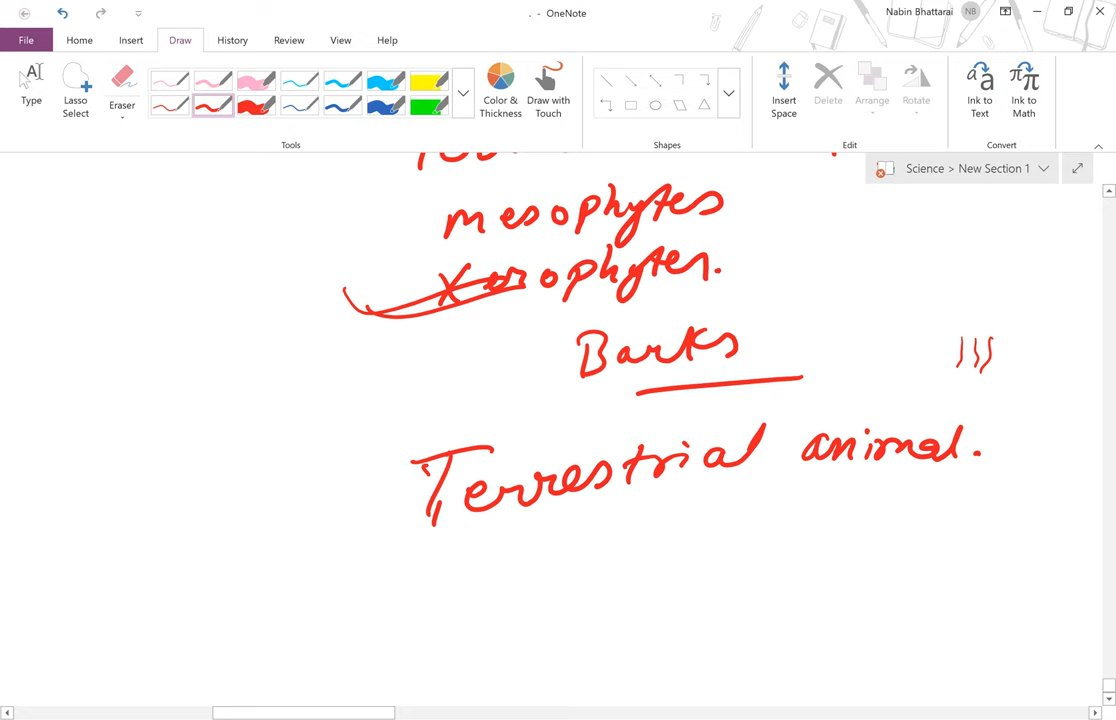 . - OneNote
Nabin Bhattarai NB
File Home Insert Draw History Review View Help
Type
Lasso Select
Eraser
Color & Thickness
Draw with Touch
Insert Space
Delete
Arrange
Rotate
Ink to Text
Ink to Math
Tools
Shapes
Edit
Convert
Science > New Section 1
mesophytes
Barks
Terrestrial animal.